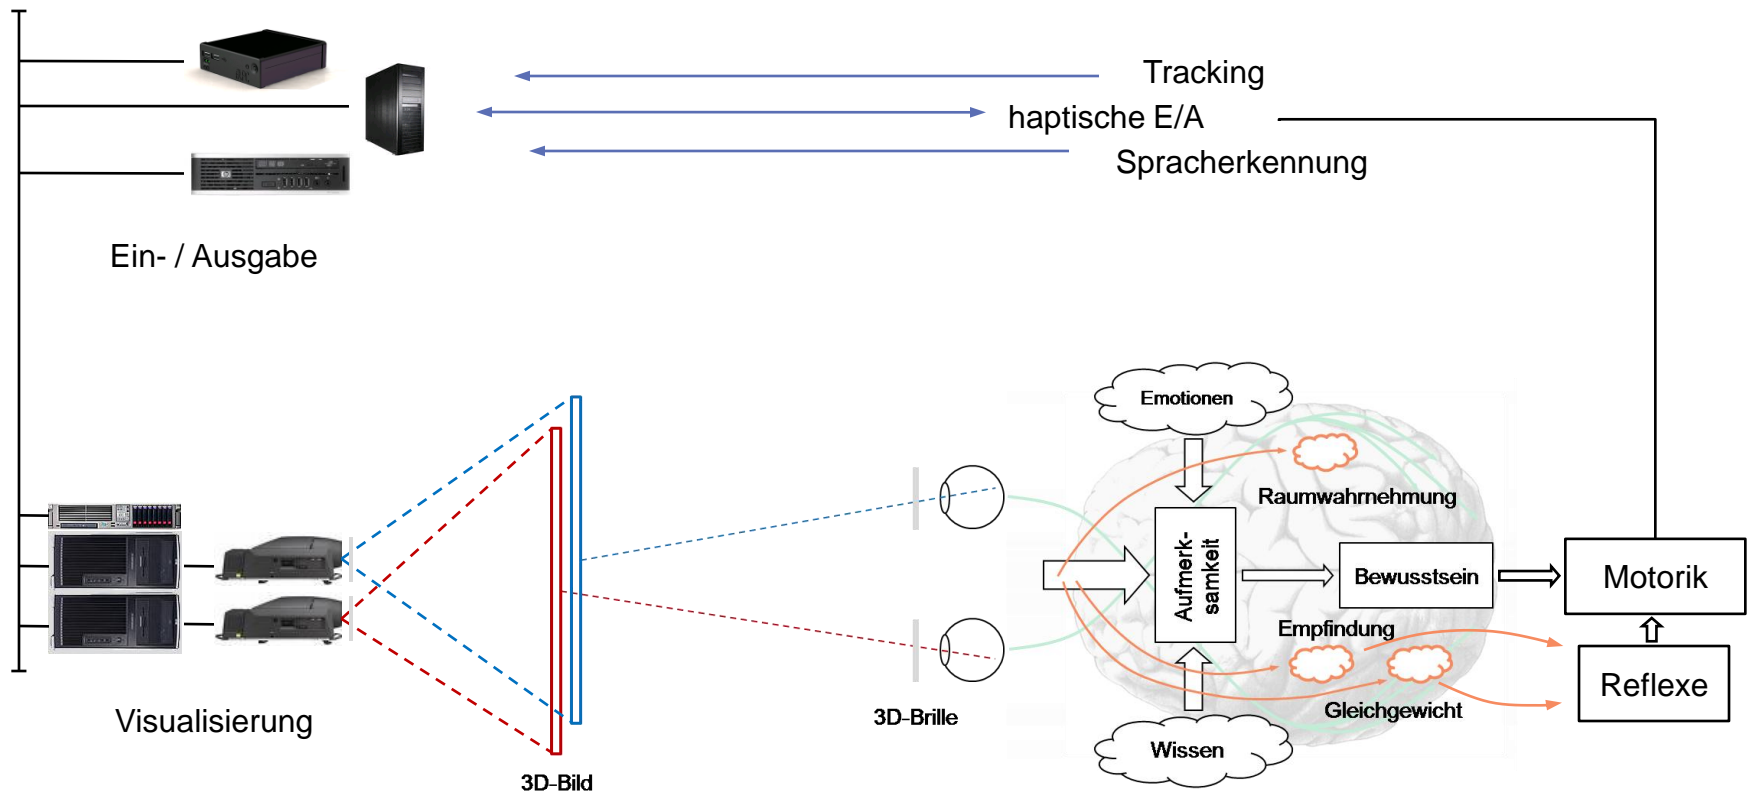 Tracking
haptische E/A
Spracherkennung
Ein- / Ausgabe
Emotionen
Raumwahrnehmung
Aufmerk-
samkeit
Bewusstsein
Motorik
Empfindung
Reflexe
Gleichgewicht
Visualisierung
3D-Brille
Wissen
3D-Bild